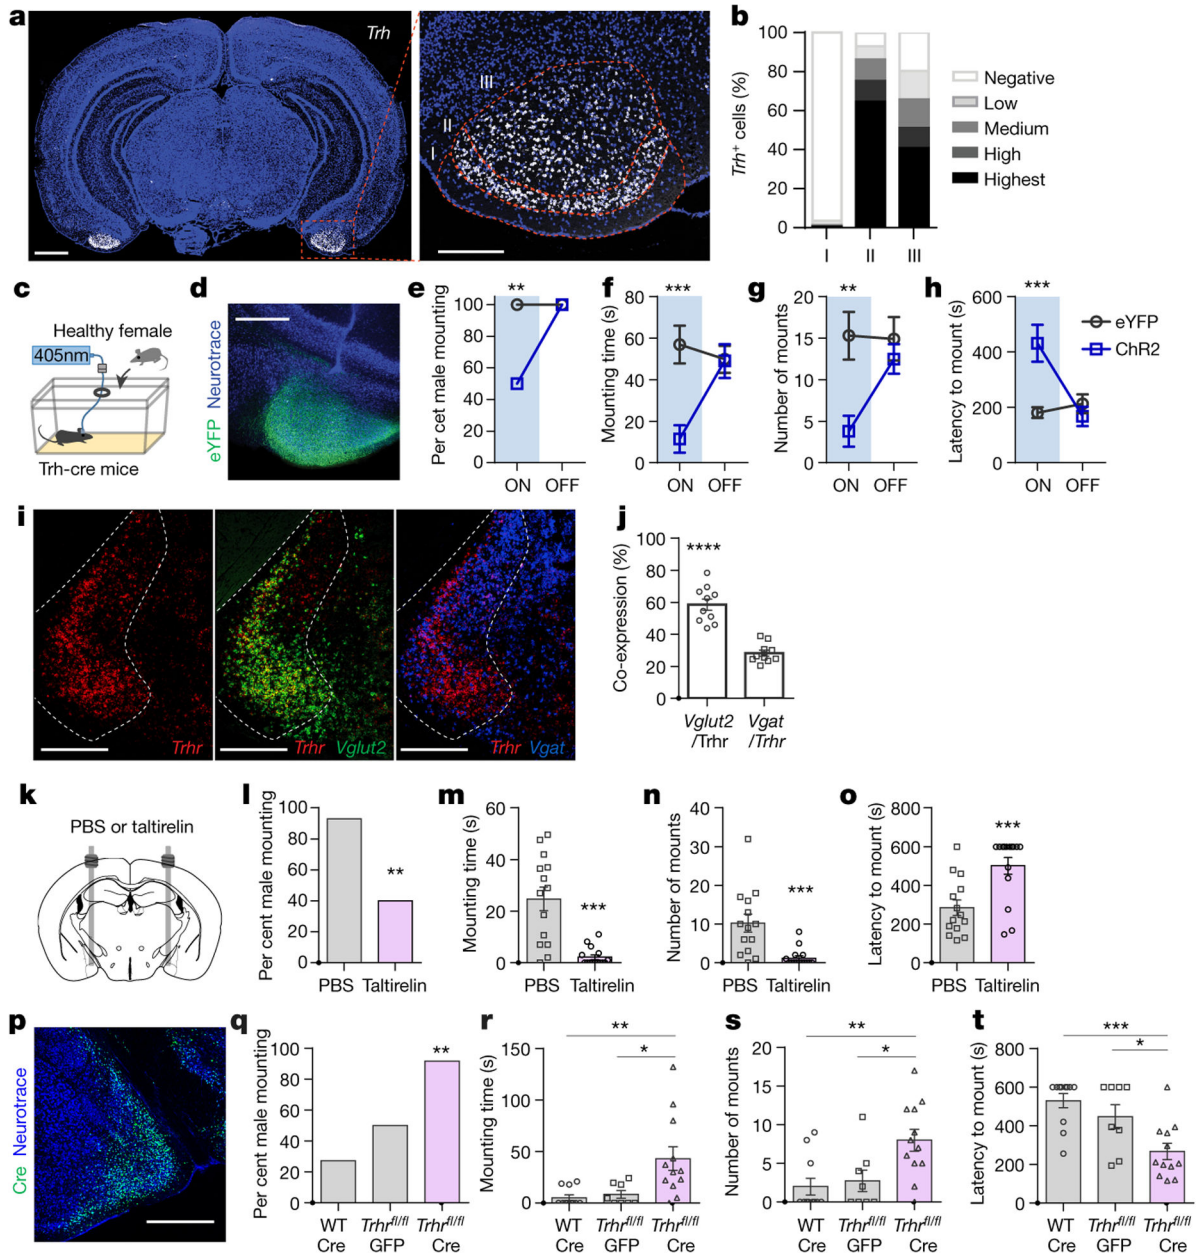 a
Trh
III
II
I
b
Trh+ cells (%)
100
80
60
40
20
0
I
II
III
Negative
Low
Medium
High
Highest
c
Healthy female
405nm
Trh-cre mice
d
eYFP Neurotrace
e
Per cet male mounting
100
80
60
40
20
0
**
ON
OFF
f
Mounting time (s)
80
60
40
20
0
***
ON
OFF
g
Number of mounts
20
15
10
5
0
**
ON
OFF
h
Latency to mount (s)
600
400
200
0
***
ON
OFF
eYFP
ChR2
i
Trhr
Trhr Vglut2
Trhr Vgat
j
Co-expression (%)
100
80
60
40
20
0
****
Vglut2
/Trhr
Vgat
/Trhr
k
PBS or taltirelin
l
Per cent male mounting
100
80
60
40
20
0
**
PBS
Taltirelin
m
Mounting time (s)
60
40
20
0
***
PBS
Taltirelin
n
Number of mounts
40
30
20
10
0
***
PBS
Taltirelin
o
Latency to mount (s)
800
600
400
200
0
***
PBS
Taltirelin
p
Cre Neurotrace
q
Per cent male mounting
100
80
60
40
20
0
**
WT
Cre
Trhrfl/fl
GFP
Trhrfl/fl
Cre
r
Mounting time (s)
150
100
50
0
**
*
WT
Cre
Trhrfl/fl
GFP
Trhrfl/fl
Cre
s
Number of mounts
20
15
10
5
0
**
*
WT
Cre
Trhrfl/fl
GFP
Trhrfl/fl
Cre
t
Latency to mount (s)
800
600
400
200
0
***
*
WT
Cre
Trhrfl/fl
GFP
Trhrfl/fl
Cre